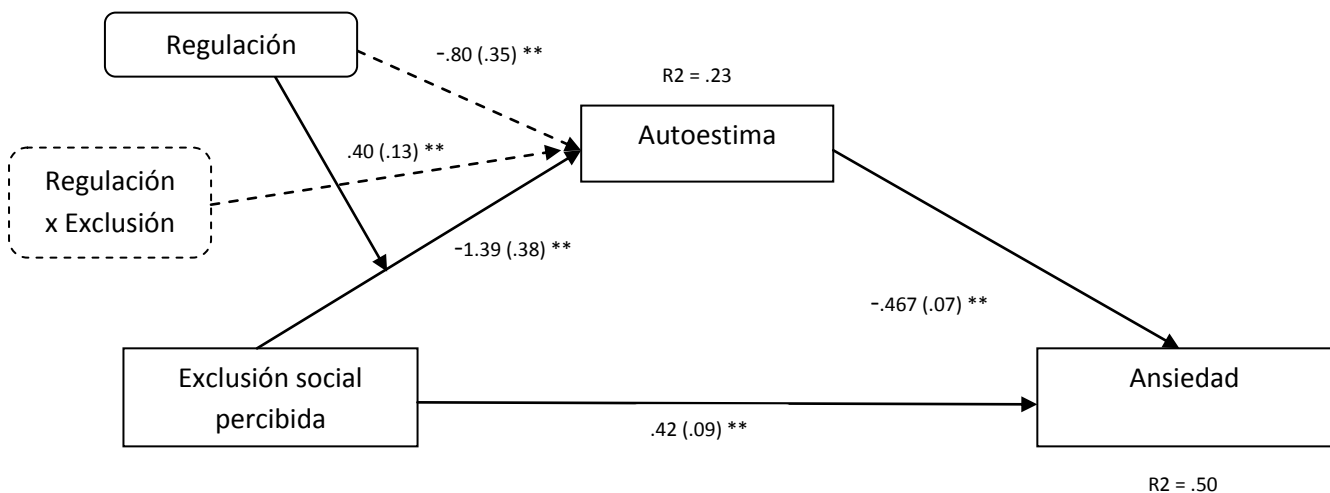 Regulación
-.80 (.35) **
R2 = .23
Autoestima
.40 (.13) **
Regulación
x Exclusión
-1.39 (.38) **
-.467 (.07) **
Exclusión social
percibida
Ansiedad
.42 (.09) **
R2 = .50